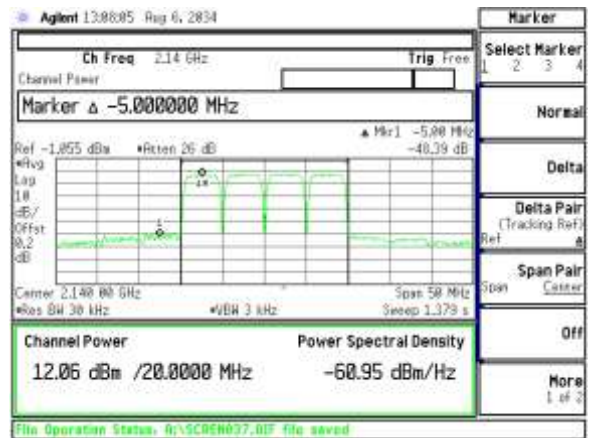 Agilent 13:08:05 Aug 6, 2034
Marker
Ch Freq 2.14 GHz Trig Free
Channel Power
Marker Δ -5.000000 MHz
▲ Mkr1 -5.00 MHz
Ref -1.055 dBm #Atten 26 dB -48.39 dB
#Avg
Log
10
dB/
Offst
0.2
dB
1R
1
Center 2.140 00 GHz Span 50 MHz
#Res BW 30 kHz #VBW 3 kHz Sweep 1.379 s
Channel Power Power Spectral Density
12.06 dBm /20.0000 MHz -60.95 dBm/Hz
Select Marker
1 2 3 4
Normal
Delta
Delta Pair
(Tracking Ref)
Ref Δ
Span Pair
Span Center
Off
More
1 of 2
File Operation Status, A:\SCREN037.GIF file saved